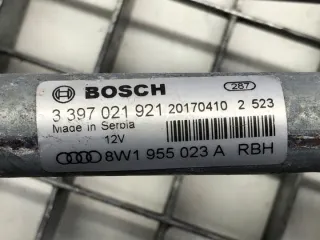 BOSCH 287
3 397 021 921 20170410 2 523
Made in Serbia
12V
8W1 955 023 A RBH